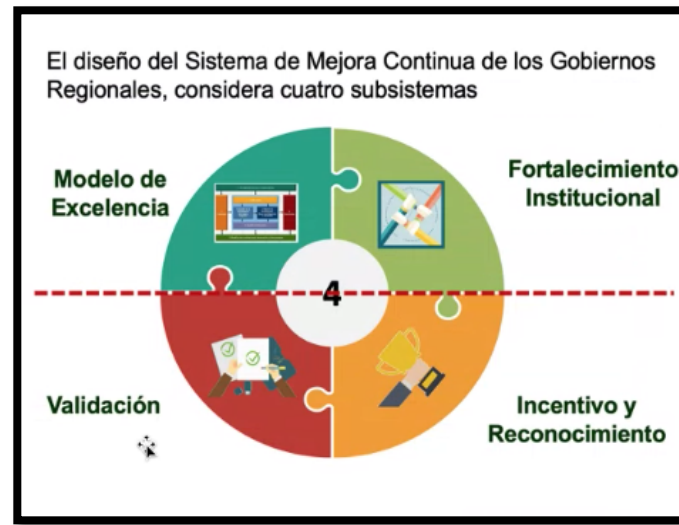 El diseño del Sistema de Mejora Continua de los Gobiernos
Regionales, considera cuatro subsistemas
Modelo de
Excelencia
Fortalecimiento
Institucional
4
Validación
Incentivo y
Reconocimiento